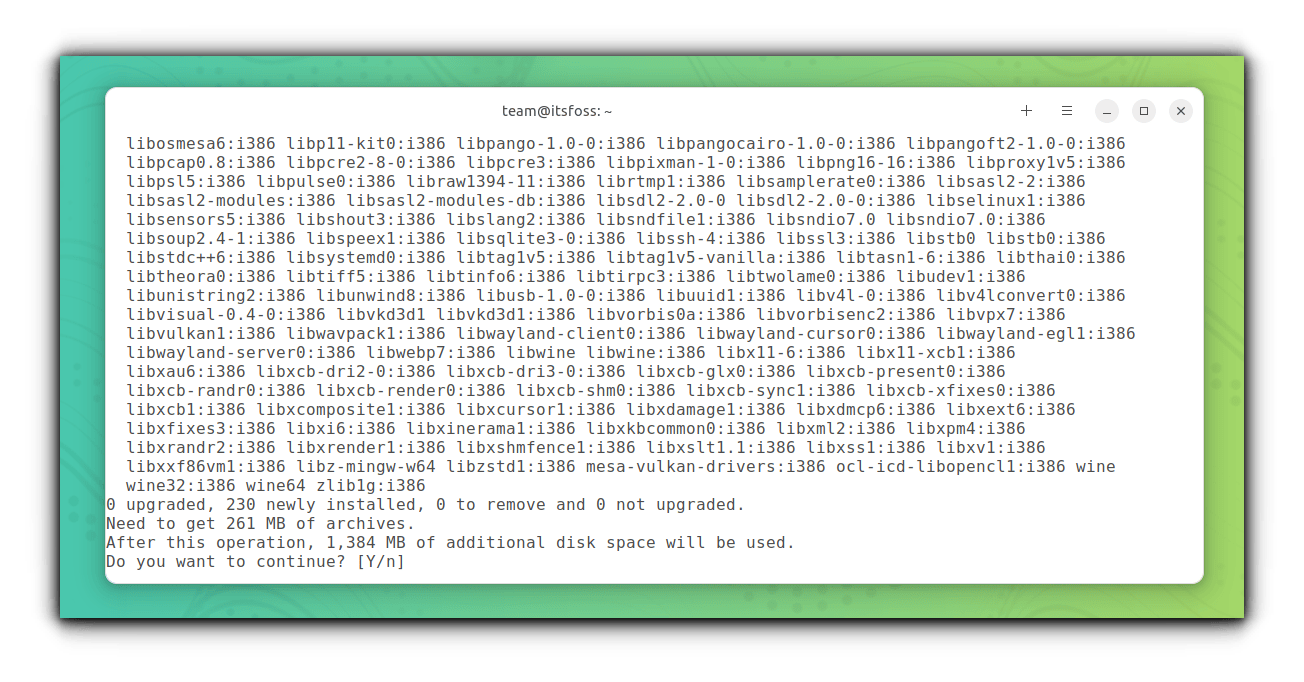 team@itsfoss: ~
libosmesa6:i386 libp11-kit0:i386 libpango-1.0-0:i386 libpangocairo-1.0-0:i386 libpangoft2-1.0-0:i386
libpcap0.8:i386 libpcre2-8-0:i386 libpcre3:i386 libpixman-1-0:i386 libpng16-16:i386 libproxy1v5:i386
libpsl5:i386 libpulse0:i386 libraw1394-11:i386 librtmp1:i386 libsamplerate0:i386 libsasl2-2:i386
libsasl2-modules:i386 libsasl2-modules-db:i386 libsdl2-2.0-0 libsdl2-2.0-0:i386 libselinux1:i386
libsensors5:i386 libshout3:i386 libslang2:i386 libsndfile1:i386 libsndio7.0 libsndio7.0:i386
libsoup2.4-1:i386 libspeex1:i386 libsqlite3-0:i386 libssh-4:i386 libssl3:i386 libstb0 libstb0:i386
libstdc++6:i386 libsystemd0:i386 libtag1v5:i386 libtag1v5-vanilla:i386 libtasn1-6:i386 libthai0:i386
libtheora0:i386 libtiff5:i386 libtinfo6:i386 libtirpc3:i386 libtwolame0:i386 libudev1:i386
libunistring2:i386 libunwind8:i386 libusb-1.0-0:i386 libuuid1:i386 libv4l-0:i386 libv4lconvert0:i386
libvisual-0.4-0:i386 libvkd3d1 libvkd3d1:i386 libvorbis0a:i386 libvorbisenc2:i386 libvpx7:i386
libvulkan1:i386 libwavpack1:i386 libwayland-client0:i386 libwayland-cursor0:i386 libwayland-egl1:i386
libwayland-server0:i386 libwebp7:i386 libwine libwine:i386 libx11-6:i386 libx11-xcb1:i386
libxau6:i386 libxcb-dri2-0:i386 libxcb-dri3-0:i386 libxcb-glx0:i386 libxcb-present0:i386
libxcb-randr0:i386 libxcb-render0:i386 libxcb-shm0:i386 libxcb-sync1:i386 libxcb-xfixes0:i386
libxcb1:i386 libxcomposite1:i386 libxcursor1:i386 libxdamage1:i386 libxdmcp6:i386 libxext6:i386
libxfixes3:i386 libxi6:i386 libxinerama1:i386 libxkbcommon0:i386 libxml2:i386 libxpm4:i386
libxrandr2:i386 libxrender1:i386 libxshmfence1:i386 libxslt1.1:i386 libxss1:i386 libxv1:i386
libxxf86vm1:i386 libz-mingw-w64 libzstd1:i386 mesa-vulkan-drivers:i386 ocl-icd-libopencl1:i386 wine
wine32:i386 wine64 zlib1g:i386
0 upgraded, 230 newly installed, 0 to remove and 0 not upgraded.
Need to get 261 MB of archives.
After this operation, 1,384 MB of additional disk space will be used.
Do you want to continue? [Y/n]